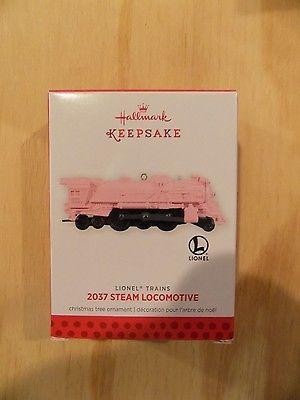 Hallmark
KEEPSAKE
L
LIONEL
LIONEL® TRAINS
2037 STEAM LOCOMOTIVE
christmas tree ornament | décoration pour l'arbre de noël